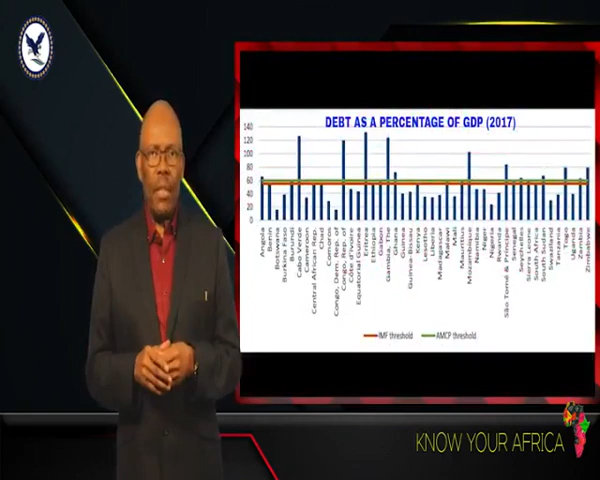 DEBT AS A PERCENTAGE OF GDP (2017)
140
120
100
80
60
40
20
0
Angola
Benin
Botswana
Burkina Faso
Burundi
Cabo Verde
Cameroon
Central African Rep.
Chad
Comoros
Congo, Dem. Rep. of
Congo, Rep. of
Côte d'Ivoire
Equatorial Guinea
Eritrea
Ethiopia
Gabon
Gambia, The
Ghana
Guinea
Guinea-Bissau
Kenya
Lesotho
Liberia
Madagascar
Malawi
Mali
Mauritius
Mozambique
Namibia
Niger
Nigeria
Rwanda
São Tomé & Príncipe
Senegal
Seychelles
Sierra Leone
South Africa
South Sudan
Swaziland
Tanzania
Togo
Uganda
Zambia
Zimbabwe
IMF threshold
AMCP threshold
KNOW YOUR AFRICA